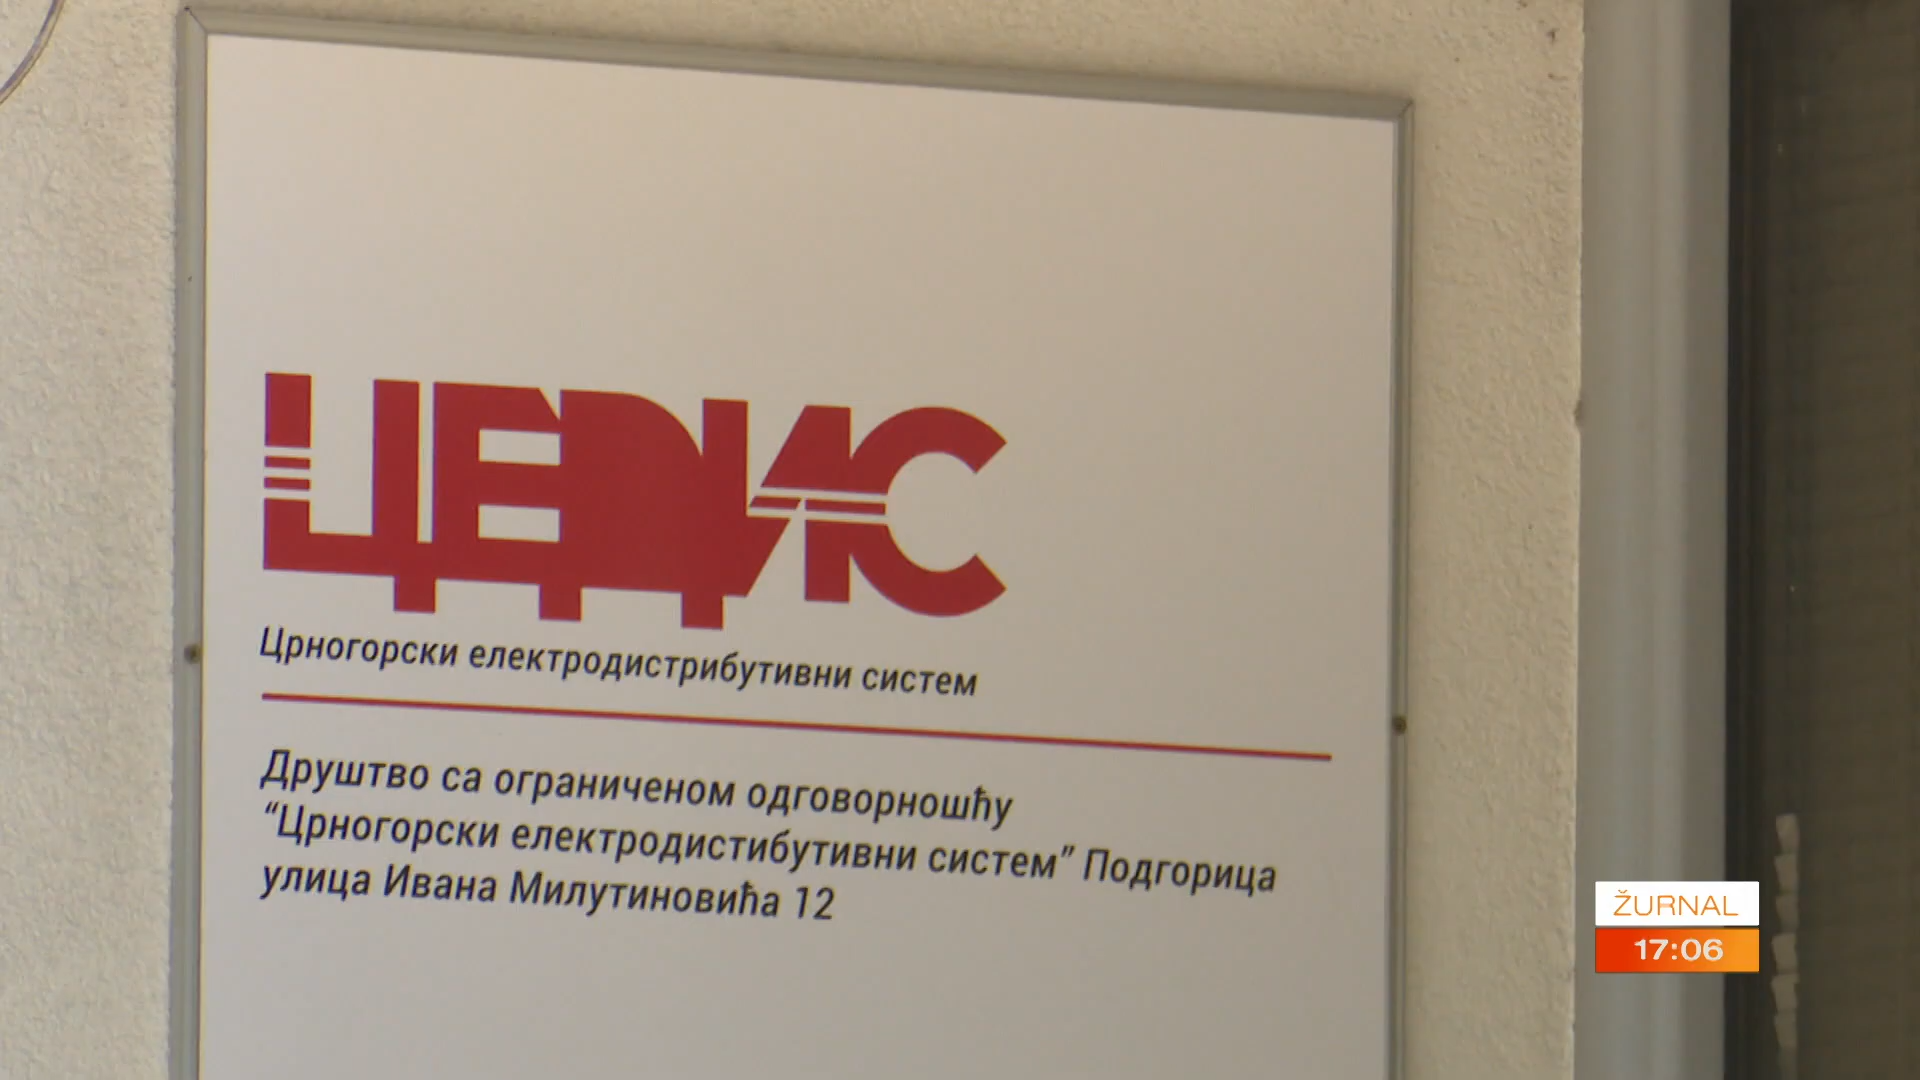 ЦЕДИС
Црногорски електродистрибутивни систем
Друштво са ограниченом одговорношћу
“Црногорски електродистибутивни систем” Подгорица
улица Ивана Милутиновића 12
ŽURNAL
17:06